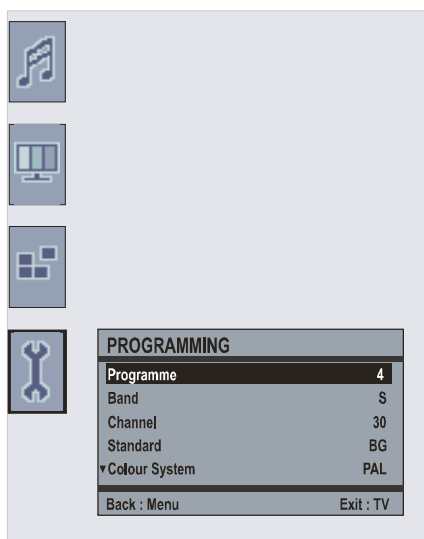 PROGRAMMING
Programme 4
Band S
Channel 30
Standard BG
▾Colour System PAL
Back : Menu Exit : TV